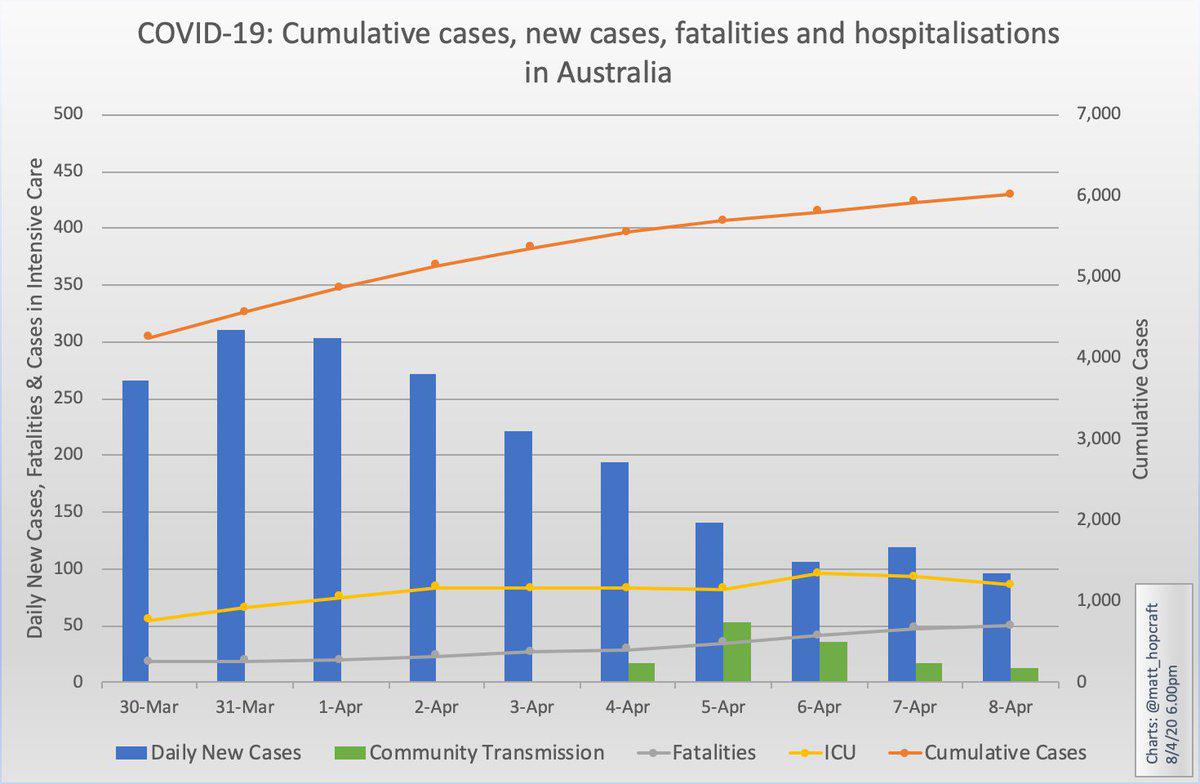 COVID-19: Cumulative cases, new cases, fatalities and hospitalisations
in Australia
Daily New Cases, Fatalities & Cases in Intensive Care
500
450
400
350
300
250
200
150
100
50
0
7,000
6,000
5,000
4,000
3,000
2,000
1,000
0
Cumulative Cases
30-Mar
31-Mar
1-Apr
2-Apr
3-Apr
4-Apr
5-Apr
6-Apr
7-Apr
8-Apr
Daily New Cases
Community Transmission
Fatalities
ICU
Cumulative Cases
Charts: @matt_hopcraft
8/4/20 6.00pm